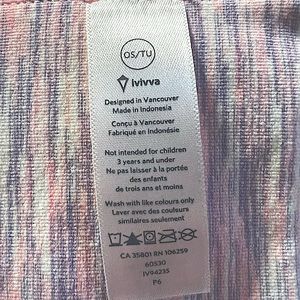 OS/TU
ivivva
Designed in Vancouver
Made in Indonesia
Conçu à Vancouver
Fabriqué en Indonésie
Not intended for children
3 years and under
Ne pas laisser à la portée
des enfants
de trois ans et moins
Wash with like colours only
Laver avec des couleurs
similaires seulement
CA 35801 RN 106259
60530
IV94235
P6